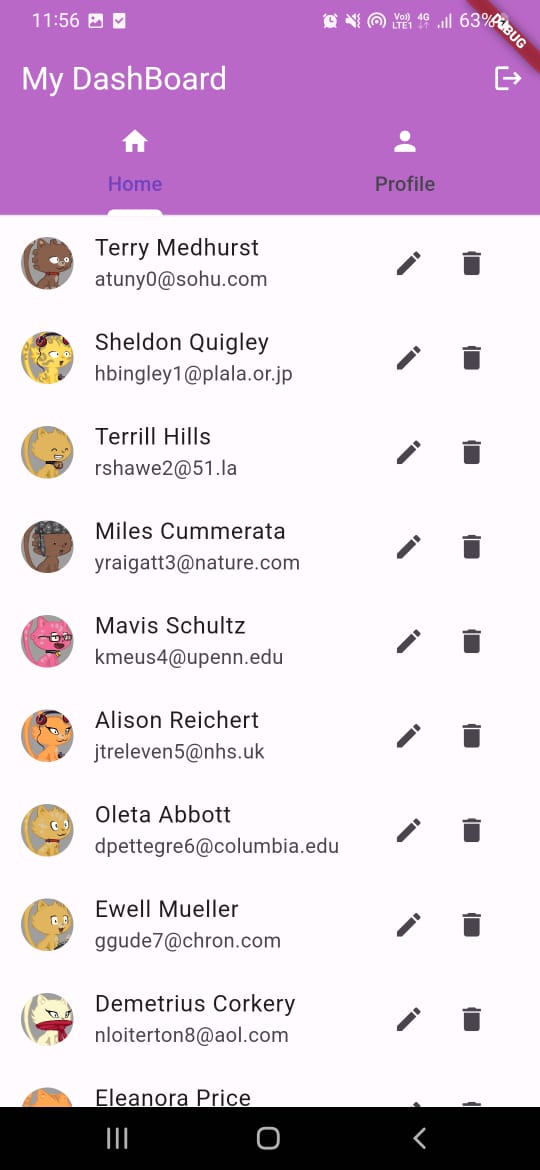 11:56 Vo)) 4G 63%
LTE1
DEBUG
My DashBoard
Home Profile
Terry Medhurst
atuny0@sohu.com
Sheldon Quigley
hbingley1@plala.or.jp
Terrill Hills
rshawe2@51.la
Miles Cummerata
yraigatt3@nature.com
Mavis Schultz
kmeus4@upenn.edu
Alison Reichert
jtreleven5@nhs.uk
Oleta Abbott
dpettegre6@columbia.edu
Ewell Mueller
ggude7@chron.com
Demetrius Corkery
nloiterton8@aol.com
Eleanora Price